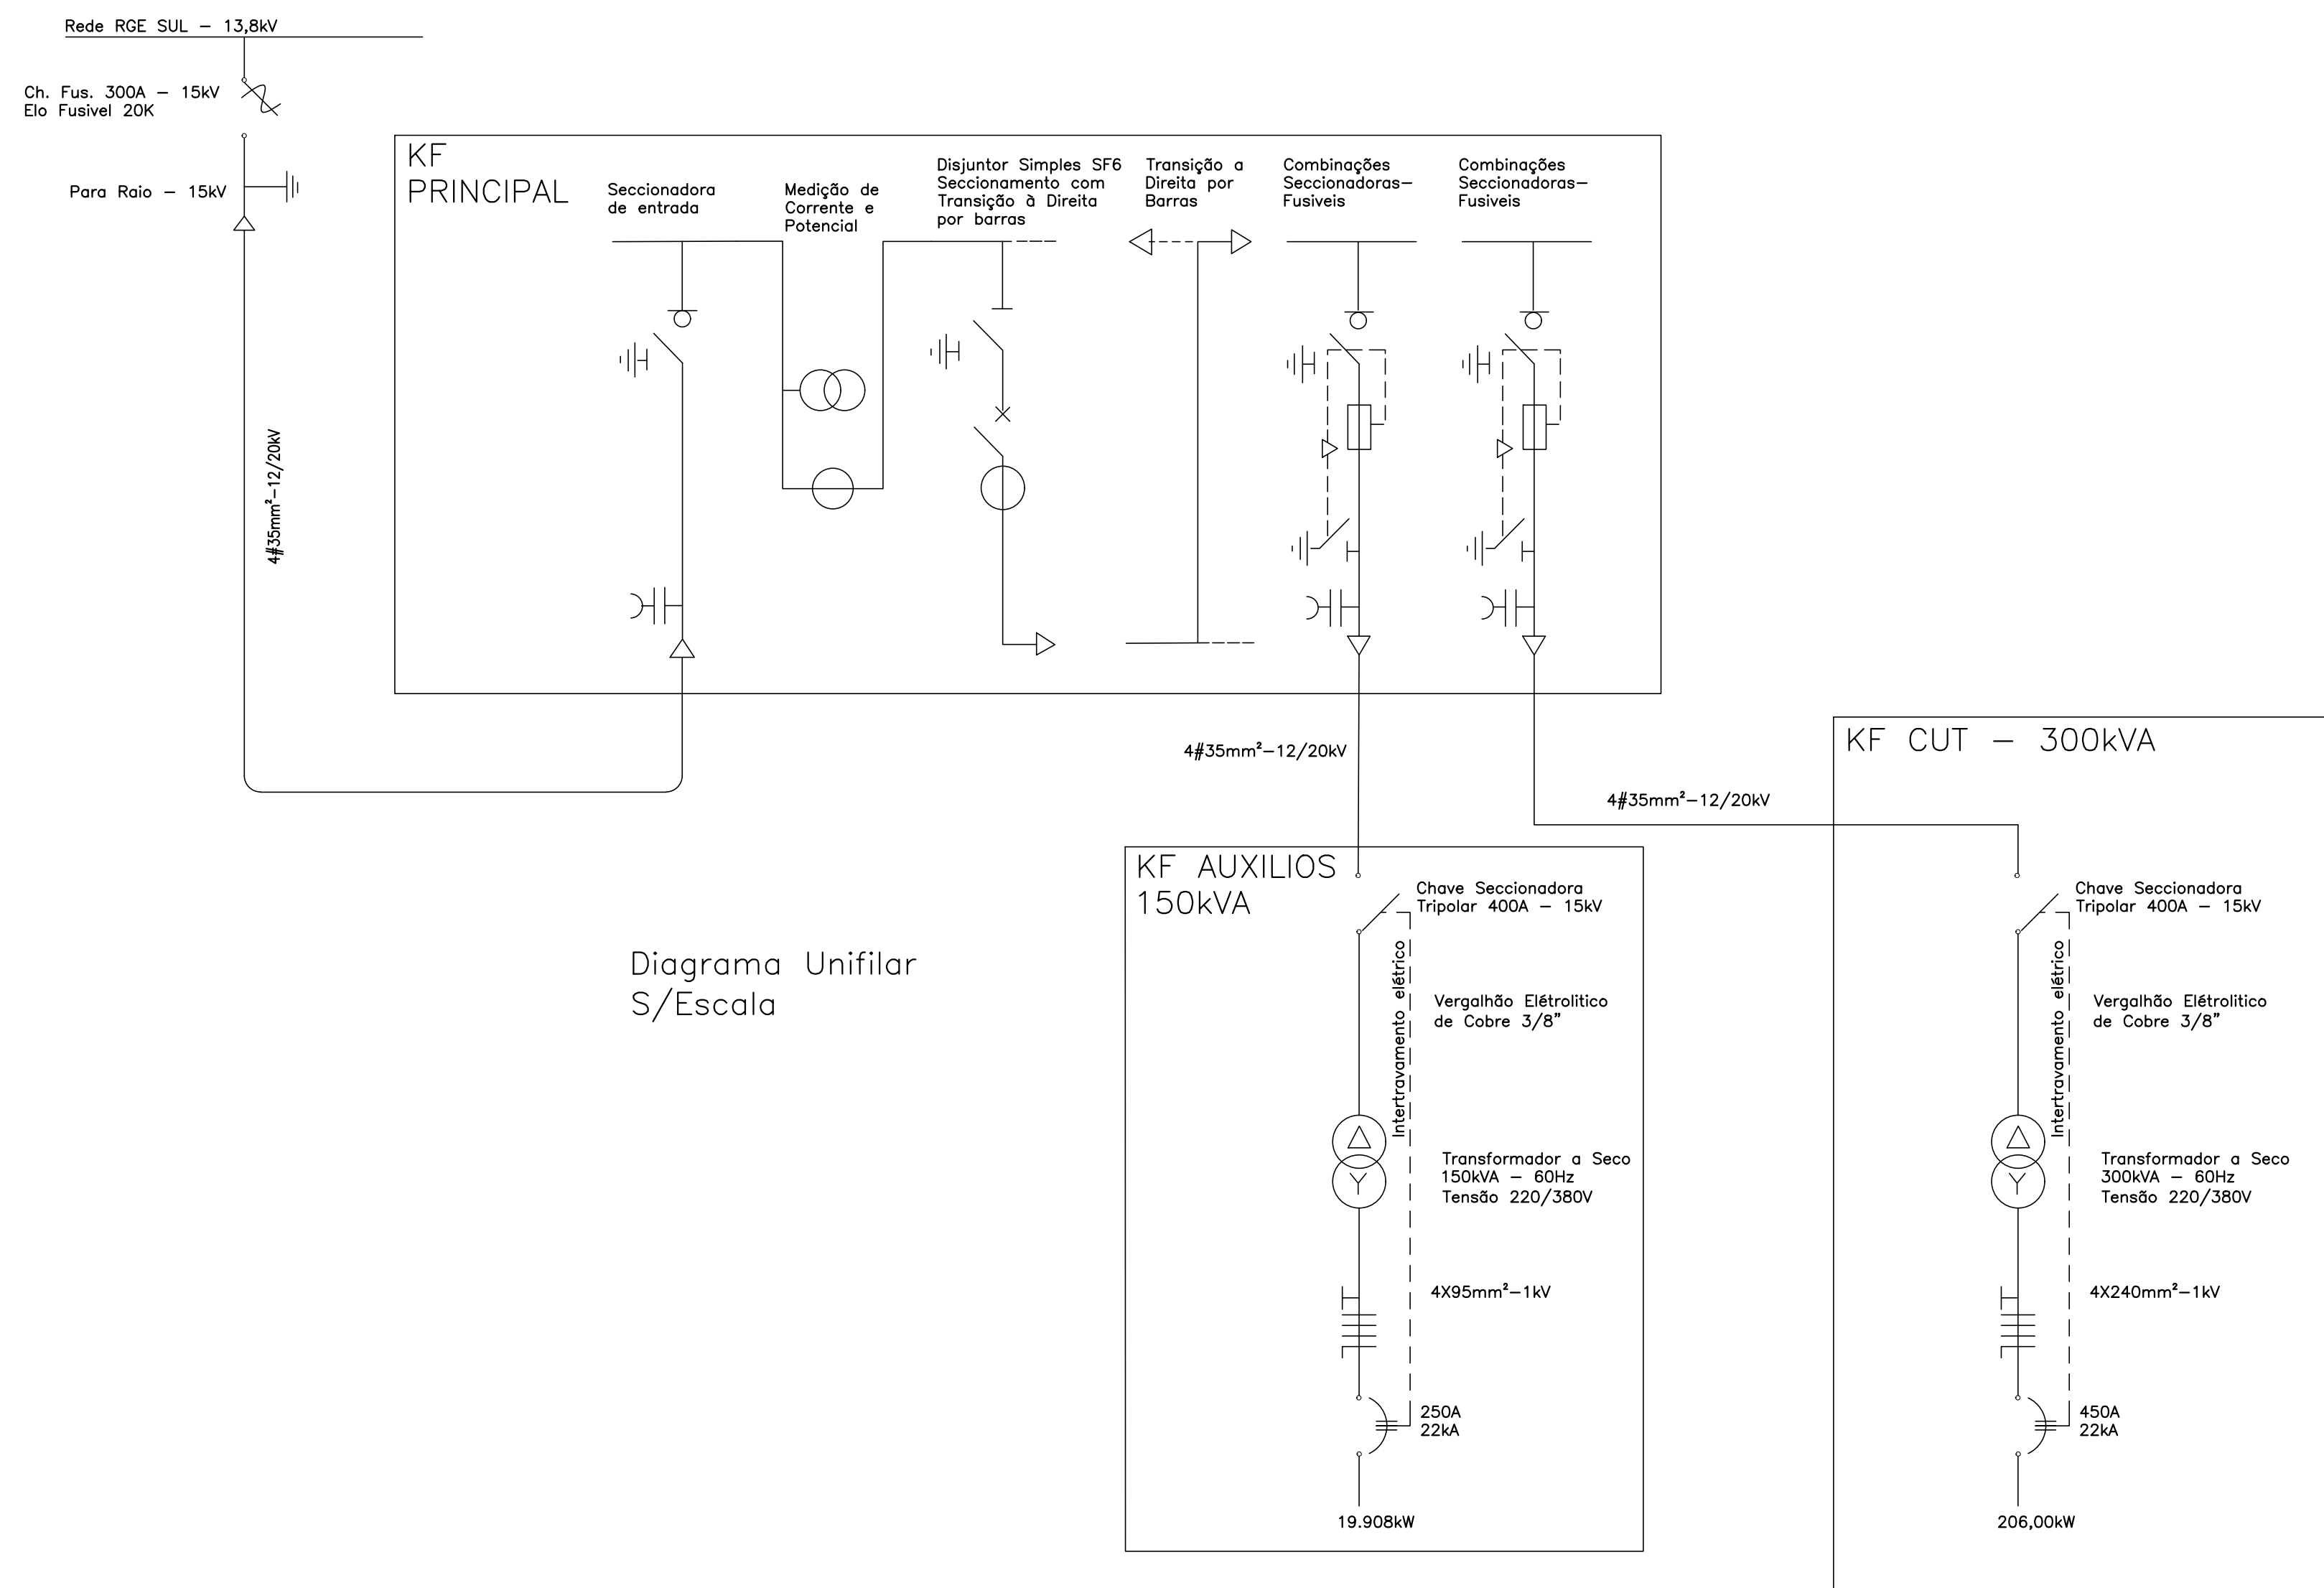 Rede RGE SUL - 13,8kV
Ch. Fus. 300A - 15kV
Elo Fusivel 20K
Para Raio - 15kV
4#35mm²-12/20kV
KF
PRINCIPAL
Seccionadora
de entrada
Medição de
Corrente e
Potencial
Disjuntor Simples SF6
Seccionamento com
Transição à Direita
por barras
Transição a
Direita por
Barras
Combinações
Seccionadoras-
Fusiveis
Combinações
Seccionadoras-
Fusiveis
4#35mm²-12/20kV
4#35mm²-12/20kV
Diagrama Unifilar
S/Escala
KF AUXILIOS
150kVA
Chave Seccionadora
Tripolar 400A - 15kV
Intertravamento elétrico
Vergalhão Elétrolitico
de Cobre 3/8"
Transformador a Seco
150kVA - 60Hz
Tensão 220/380V
4X95mm²-1kV
250A
22kA
19.908kW
KF CUT - 300kVA
Chave Seccionadora
Tripolar 400A - 15kV
Intertravamento elétrico
Vergalhão Elétrolitico
de Cobre 3/8"
Transformador a Seco
300kVA - 60Hz
Tensão 220/380V
4X240mm²-1kV
450A
22kA
206,00kW